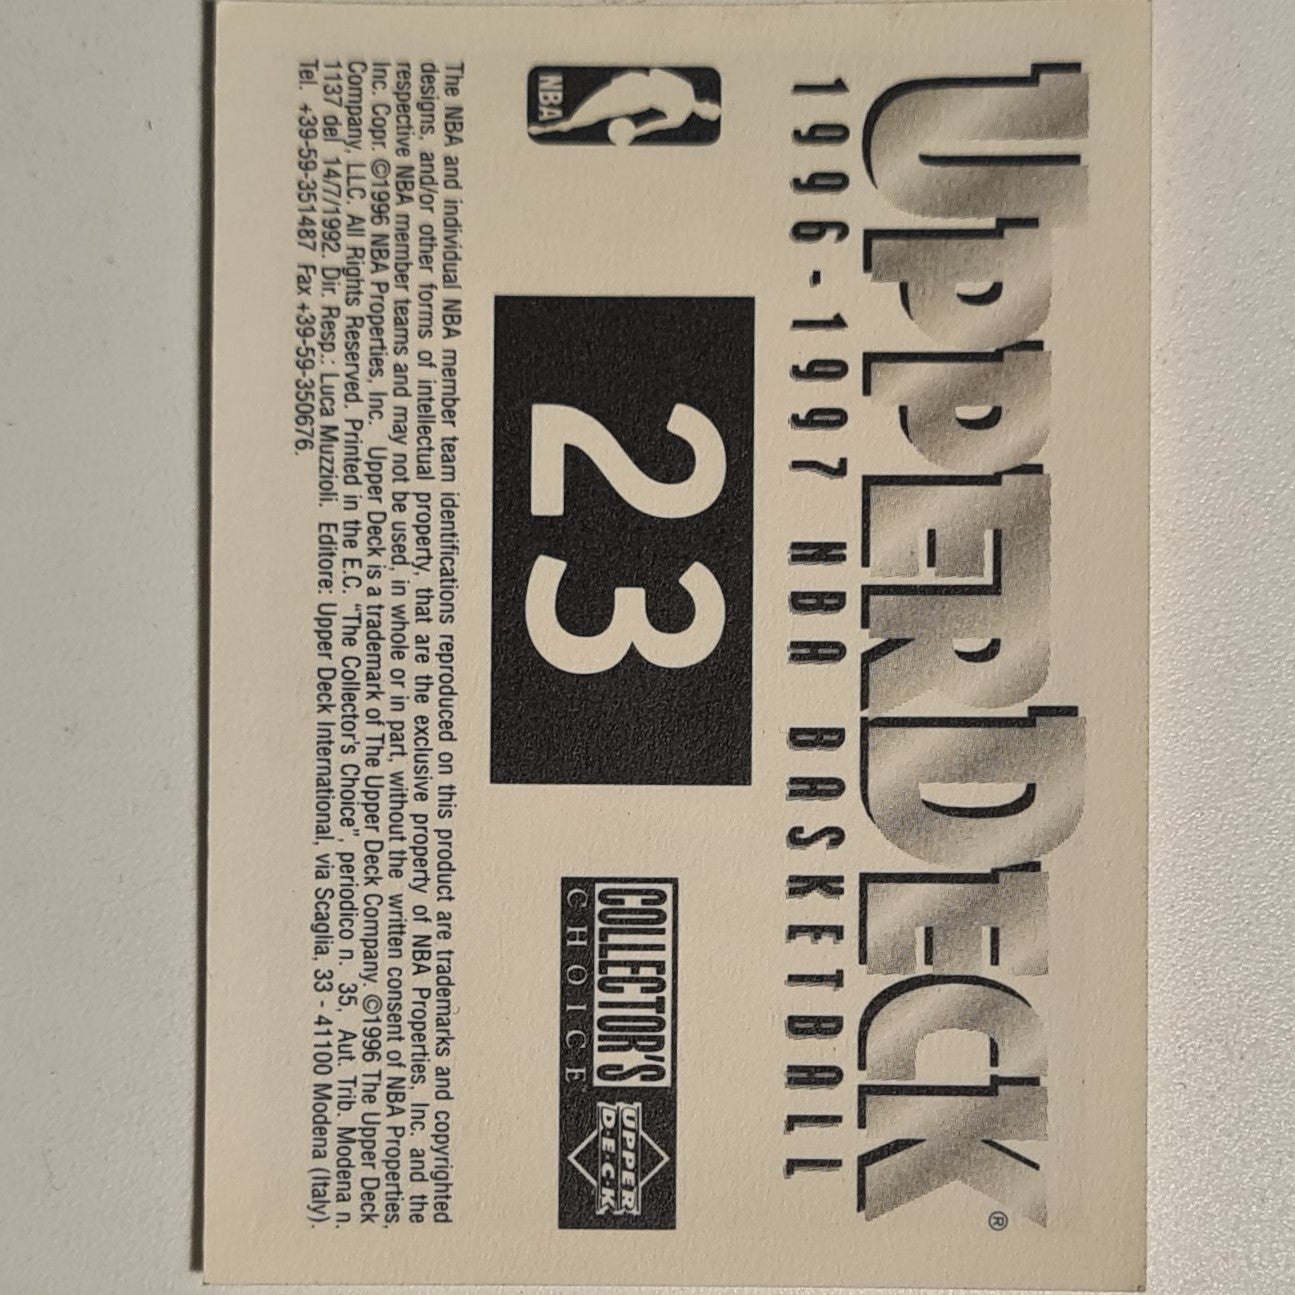 UPPER DECK®
1996-1997 NBA BASKETBALL
NBA
23
COLLECTOR'S
CHOICE
UPPER
D·E·C·K
The NBA and individual NBA member team identifications reproduced on this product are trademarks and copyrighted
designs, and/or other forms of intellectual property, that are the exclusive property of NBA Properties, Inc. and the
respective NBA member teams and may not be used, in whole or in part, without the written consent of NBA Properties,
Inc. Copr. ©1996 NBA Properties, Inc. Upper Deck is a trademark of The Upper Deck Company. ©1996 The Upper Deck
Company, LLC. All Rights Reserved. Printed in the E.C. “The Collector's Choice”, periodico n. 35, Aut. Trib. Modena n.
1137 del 14/7/1992. Dir. Resp.: Luca Muzzioli. Editore: Upper Deck International, via Scaglia, 33 - 41100 Modena (Italy).
Tel. +39-59-351487 Fax +39-59-350676.